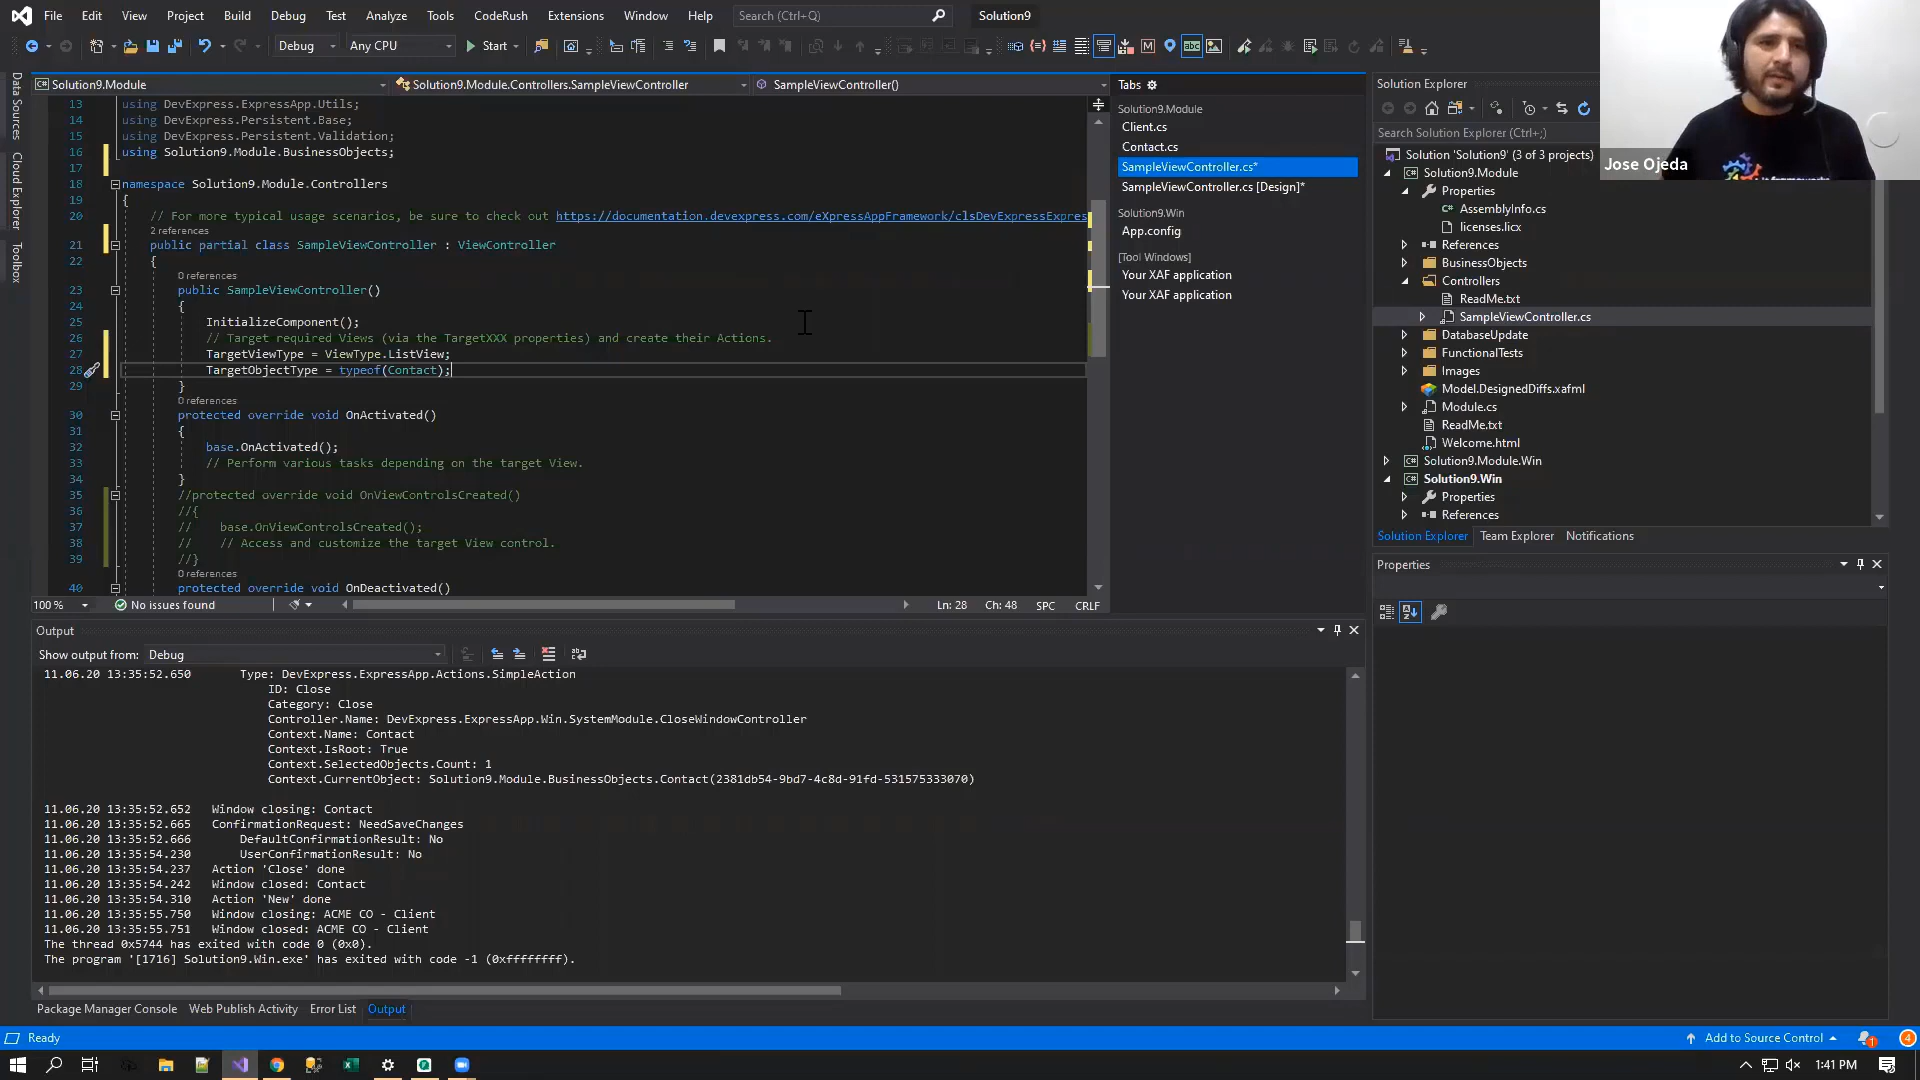 File Edit View Project Build Debug Test Analyze Tools CodeRush Extensions Window Help Search (Ctrl+Q) Solution9
Debug Any CPU Start
Solution9.Module Solution9.Module.Controllers.SampleViewController SampleViewController()
Data Sources
Cloud Explorer
Toolbox
13 using DevExpress.ExpressApp.Utils;
14 using DevExpress.Persistent.Base;
15 using DevExpress.Persistent.Validation;
16 using Solution9.Module.BusinessObjects;
17
18 namespace Solution9.Module.Controllers
19 {
20 // For more typical usage scenarios, be sure to check out https://documentation.devexpress.com/eXpressAppFramework/clsDevExpressExpres
2 references
21 public partial class SampleViewController : ViewController
22 {
0 references
23 public SampleViewController()
24 {
25 InitializeComponent();
26 // Target required Views (via the TargetXXX properties) and create their Actions.
27 TargetViewType = ViewType.ListView;
28 TargetObjectType = typeof(Contact);
29 }
0 references
30 protected override void OnActivated()
31 {
32 base.OnActivated();
33 // Perform various tasks depending on the target View.
34 }
35 //protected override void OnViewControlsCreated()
36 //{
37 // base.OnViewControlsCreated();
38 // // Access and customize the target View control.
39 //}
0 references
40 protected override void OnDeactivated()
100 % No issues found Ln: 28 Ch: 48 SPC CRLF
Tabs
Solution9.Module
Client.cs
Contact.cs
SampleViewController.cs*
SampleViewController.cs [Design]*
Solution9.Win
App.config
[Tool Windows]
Your XAF application
Your XAF application
Solution Explorer
Search Solution Explorer (Ctrl+;)
Solution 'Solution9' (3 of 3 projects)
Solution9.Module
Properties
AssemblyInfo.cs
licenses.licx
References
BusinessObjects
Controllers
ReadMe.txt
SampleViewController.cs
DatabaseUpdate
FunctionalTests
Images
Model.DesignedDiffs.xafml
Module.cs
ReadMe.txt
Welcome.html
Solution9.Module.Win
Solution9.Win
Properties
References
Solution Explorer Team Explorer Notifications
Properties
Jose Ojeda
Output
Show output from: Debug
11.06.20 13:35:52.650 Type: DevExpress.ExpressApp.Actions.SimpleAction
ID: Close
Category: Close
Controller.Name: DevExpress.ExpressApp.Win.SystemModule.CloseWindowController
Context.Name: Contact
Context.IsRoot: True
Context.SelectedObjects.Count: 1
Context.CurrentObject: Solution9.Module.BusinessObjects.Contact(2381db54-9bd7-4c8d-91fd-531575333070)
11.06.20 13:35:52.652 Window closing: Contact
11.06.20 13:35:52.665 ConfirmationRequest: NeedSaveChanges
11.06.20 13:35:52.666 DefaultConfirmationResult: No
11.06.20 13:35:54.230 UserConfirmationResult: No
11.06.20 13:35:54.237 Action 'Close' done
11.06.20 13:35:54.242 Window closed: Contact
11.06.20 13:35:54.310 Action 'New' done
11.06.20 13:35:55.750 Window closing: ACME CO - Client
11.06.20 13:35:55.751 Window closed: ACME CO - Client
The thread 0x5744 has exited with code 0 (0x0).
The program '[1716] Solution9.Win.exe' has exited with code -1 (0xffffffff).
Package Manager Console Web Publish Activity Error List Output
Ready Add to Source Control 1 4
1:41 PM